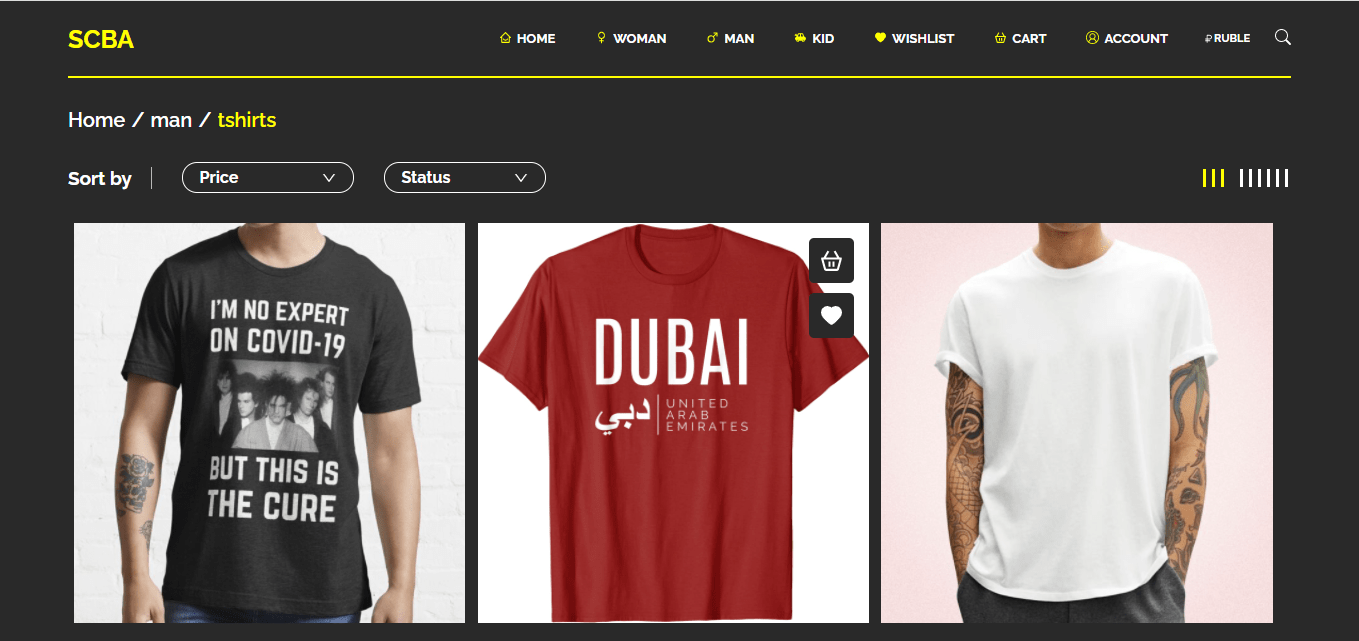 SCBA
HOME WOMAN MAN KID WISHLIST CART ACCOUNT ₽ RUBLE
Home / man / tshirts
Sort by Price Status
I'M NO EXPERT
ON COVID-19
BUT THIS IS
THE CURE
DUBAI
دبي
UNITED
ARAB
EMIRATES